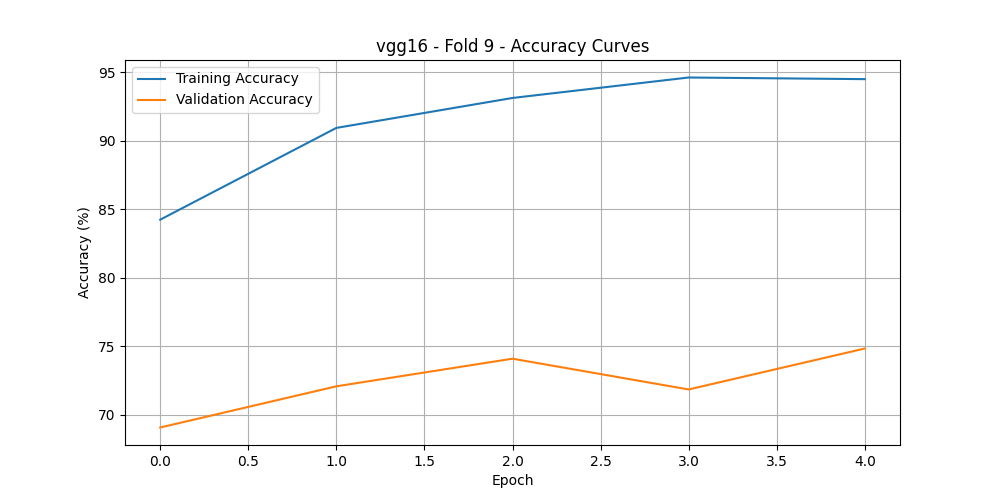 vgg16 - Fold 9 - Accuracy Curves
Training Accuracy
Validation Accuracy
Accuracy (%)
95
90
85
80
75
70
0.0 0.5 1.0 1.5 2.0 2.5 3.0 3.5 4.0
Epoch